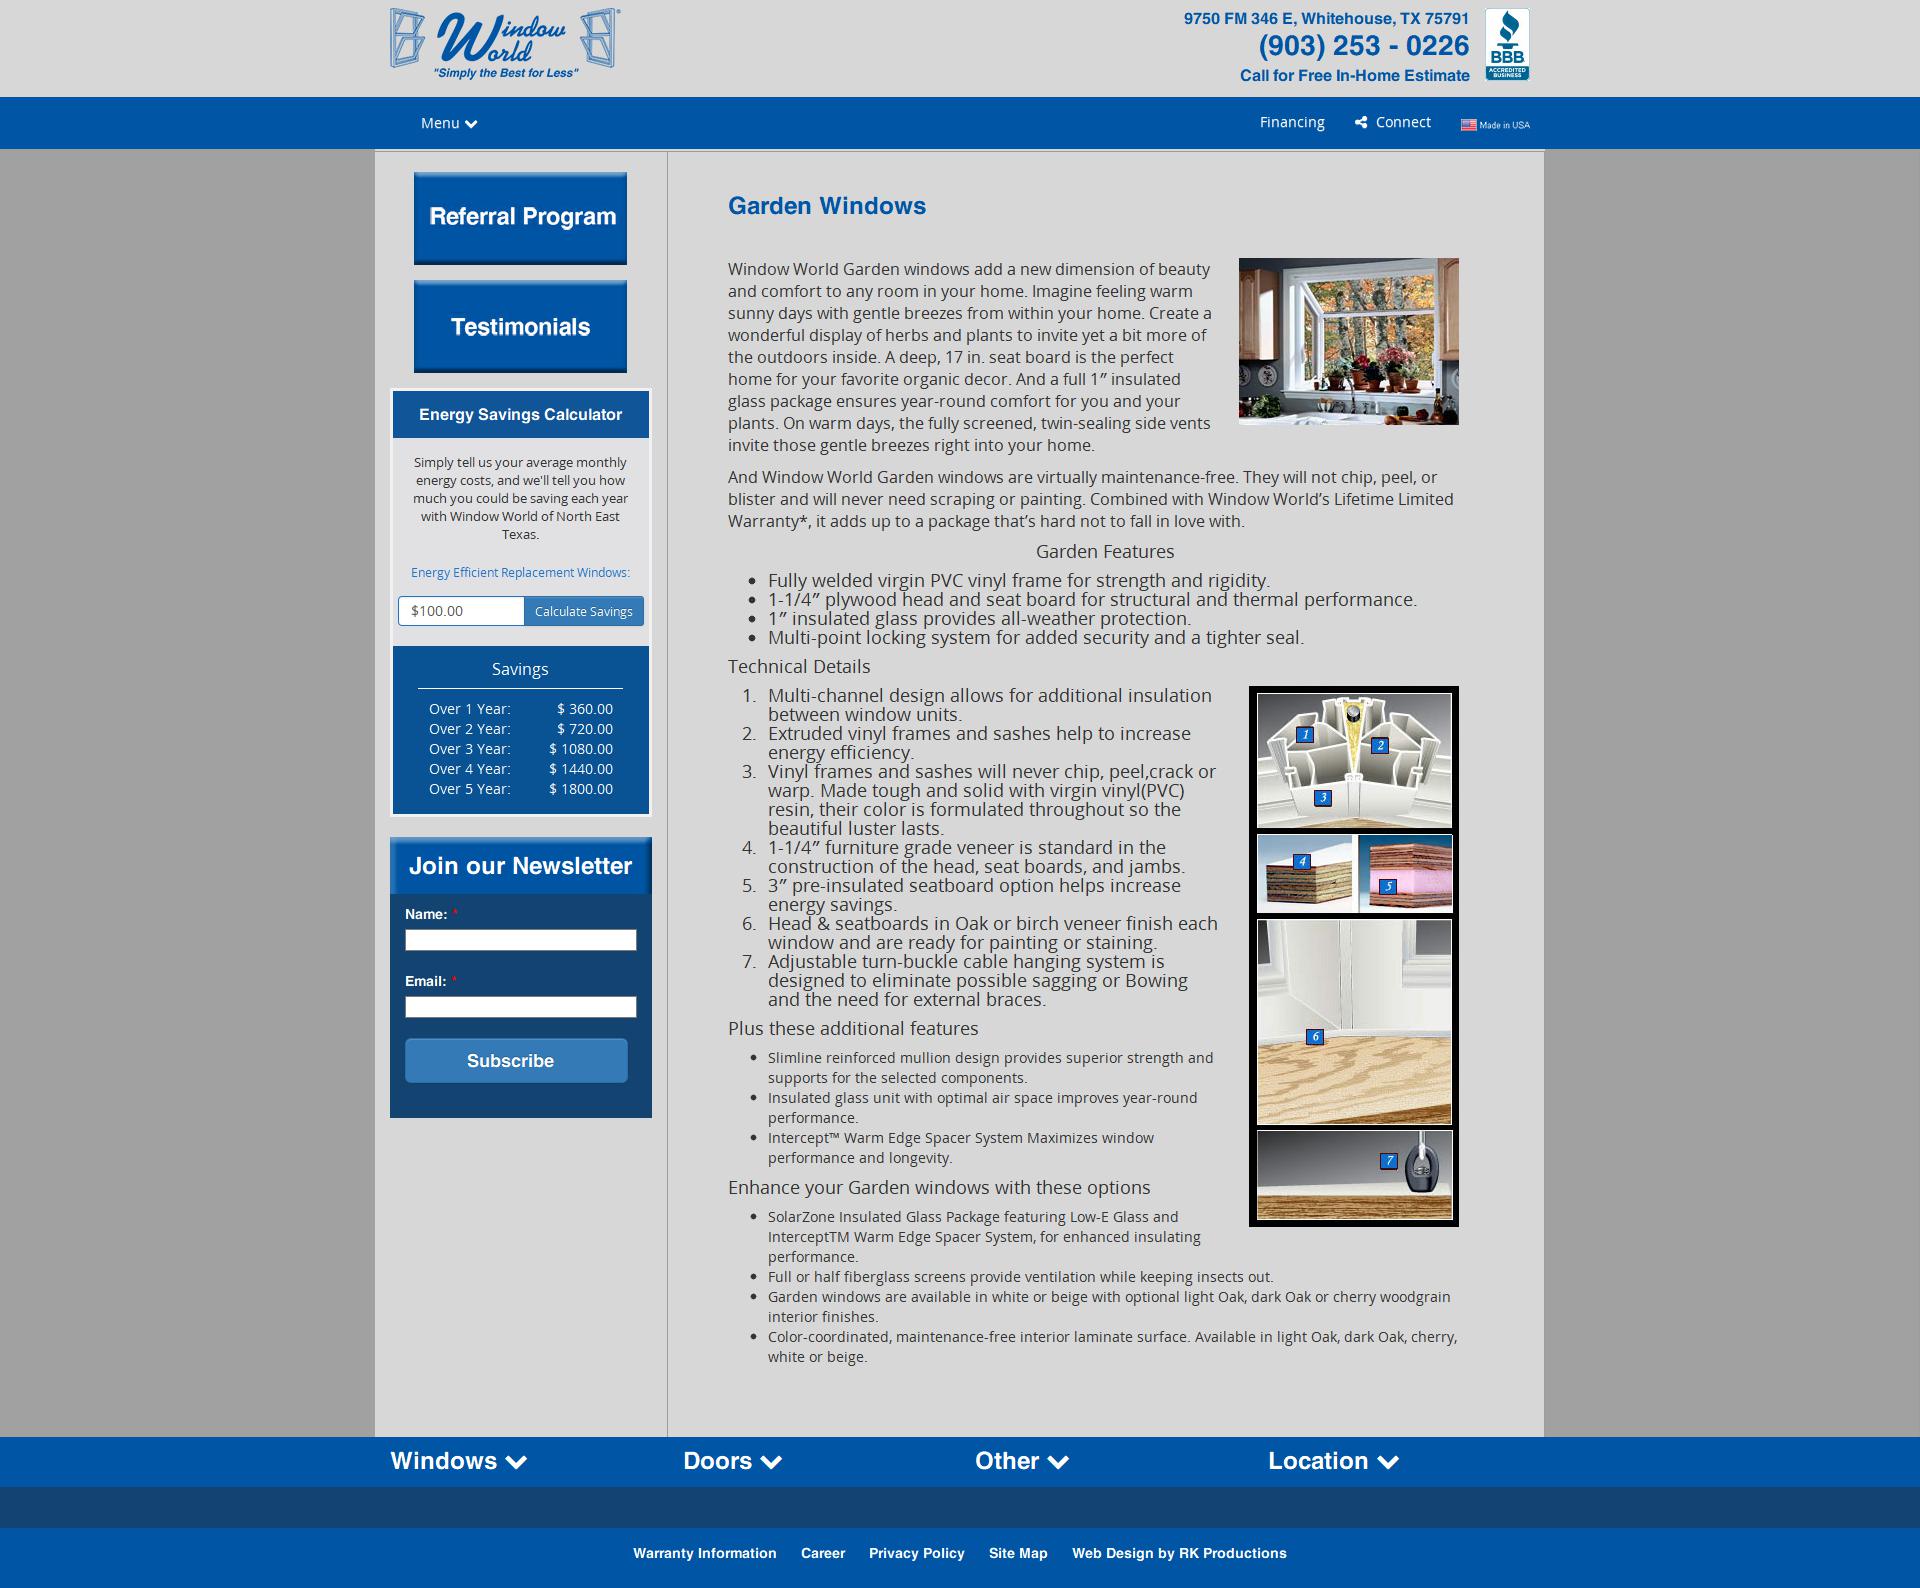 Window World
"Simply the Best for Less"
9750 FM 346 E, Whitehouse, TX 75791
(903) 253 - 0226
Call for Free In-Home Estimate
BBB
ACCREDITED
BUSINESS
Menu
Financing
Connect
Made in USA
Referral Program
Testimonials
Energy Savings Calculator
Simply tell us your average monthly
energy costs, and we'll tell you how
much you could be saving each year
with Window World of North East
Texas.
Energy Efficient Replacement Windows:
$100.00
Calculate Savings
Savings
Over 1 Year: $ 360.00
Over 2 Year: $ 720.00
Over 3 Year: $ 1080.00
Over 4 Year: $ 1440.00
Over 5 Year: $ 1800.00
Join our Newsletter
Name: *
Email: *
Subscribe
Garden Windows
Window World Garden windows add a new dimension of beauty
and comfort to any room in your home. Imagine feeling warm
sunny days with gentle breezes from within your home. Create a
wonderful display of herbs and plants to invite yet a bit more of
the outdoors inside. A deep, 17 in. seat board is the perfect
home for your favorite organic decor. And a full 1″ insulated
glass package ensures year-round comfort for you and your
plants. On warm days, the fully screened, twin-sealing side vents
invite those gentle breezes right into your home.
And Window World Garden windows are virtually maintenance-free. They will not chip, peel, or
blister and will never need scraping or painting. Combined with Window World’s Lifetime Limited
Warranty*, it adds up to a package that’s hard not to fall in love with.
Garden Features
• Fully welded virgin PVC vinyl frame for strength and rigidity.
• 1-1/4″ plywood head and seat board for structural and thermal performance.
• 1″ insulated glass provides all-weather protection.
• Multi-point locking system for added security and a tighter seal.
Technical Details
1. Multi-channel design allows for additional insulation
between window units.
2. Extruded vinyl frames and sashes help to increase
energy efficiency.
3. Vinyl frames and sashes will never chip, peel,crack or
warp. Made tough and solid with virgin vinyl(PVC)
resin, their color is formulated throughout so the
beautiful luster lasts.
4. 1-1/4″ furniture grade veneer is standard in the
construction of the head, seat boards, and jambs.
5. 3″ pre-insulated seatboard option helps increase
energy savings.
6. Head & seatboards in Oak or birch veneer finish each
window and are ready for painting or staining.
7. Adjustable turn-buckle cable hanging system is
designed to eliminate possible sagging or Bowing
and the need for external braces.
1
2
3
4
5
6
7
Plus these additional features
• Slimline reinforced mullion design provides superior strength and
supports for the selected components.
• Insulated glass unit with optimal air space improves year-round
performance.
• Intercept™ Warm Edge Spacer System Maximizes window
performance and longevity.
Enhance your Garden windows with these options
• SolarZone Insulated Glass Package featuring Low-E Glass and
InterceptTM Warm Edge Spacer System, for enhanced insulating
performance.
• Full or half fiberglass screens provide ventilation while keeping insects out.
• Garden windows are available in white or beige with optional light Oak, dark Oak or cherry woodgrain
interior finishes.
• Color-coordinated, maintenance-free interior laminate surface. Available in light Oak, dark Oak, cherry,
white or beige.
Windows
Doors
Other
Location
Warranty Information
Career
Privacy Policy
Site Map
Web Design by RK Productions